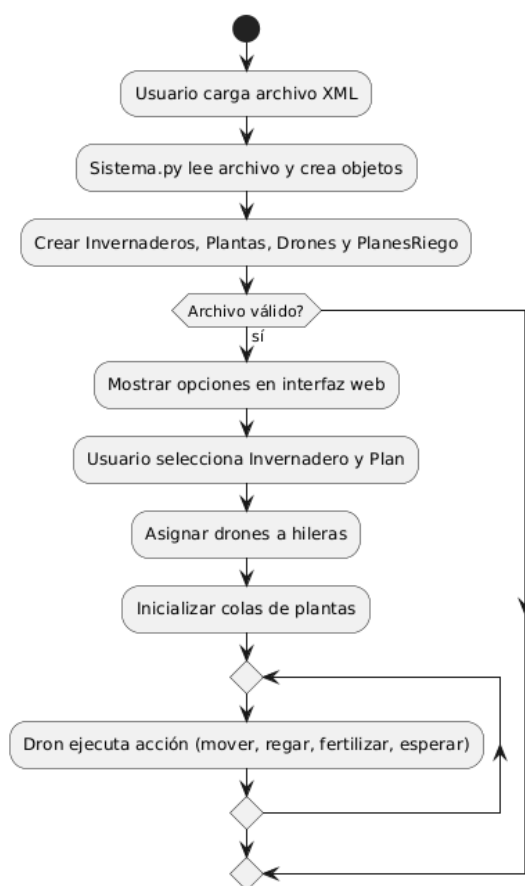 Usuario carga archivo XML
Sistema.py lee archivo y crea objetos
Crear Invernaderos, Plantas, Drones y PlanesRiego
Archivo válido?
sí
Mostrar opciones en interfaz web
Usuario selecciona Invernadero y Plan
Asignar drones a hileras
Inicializar colas de plantas
Dron ejecuta acción (mover, regar, fertilizar, esperar)